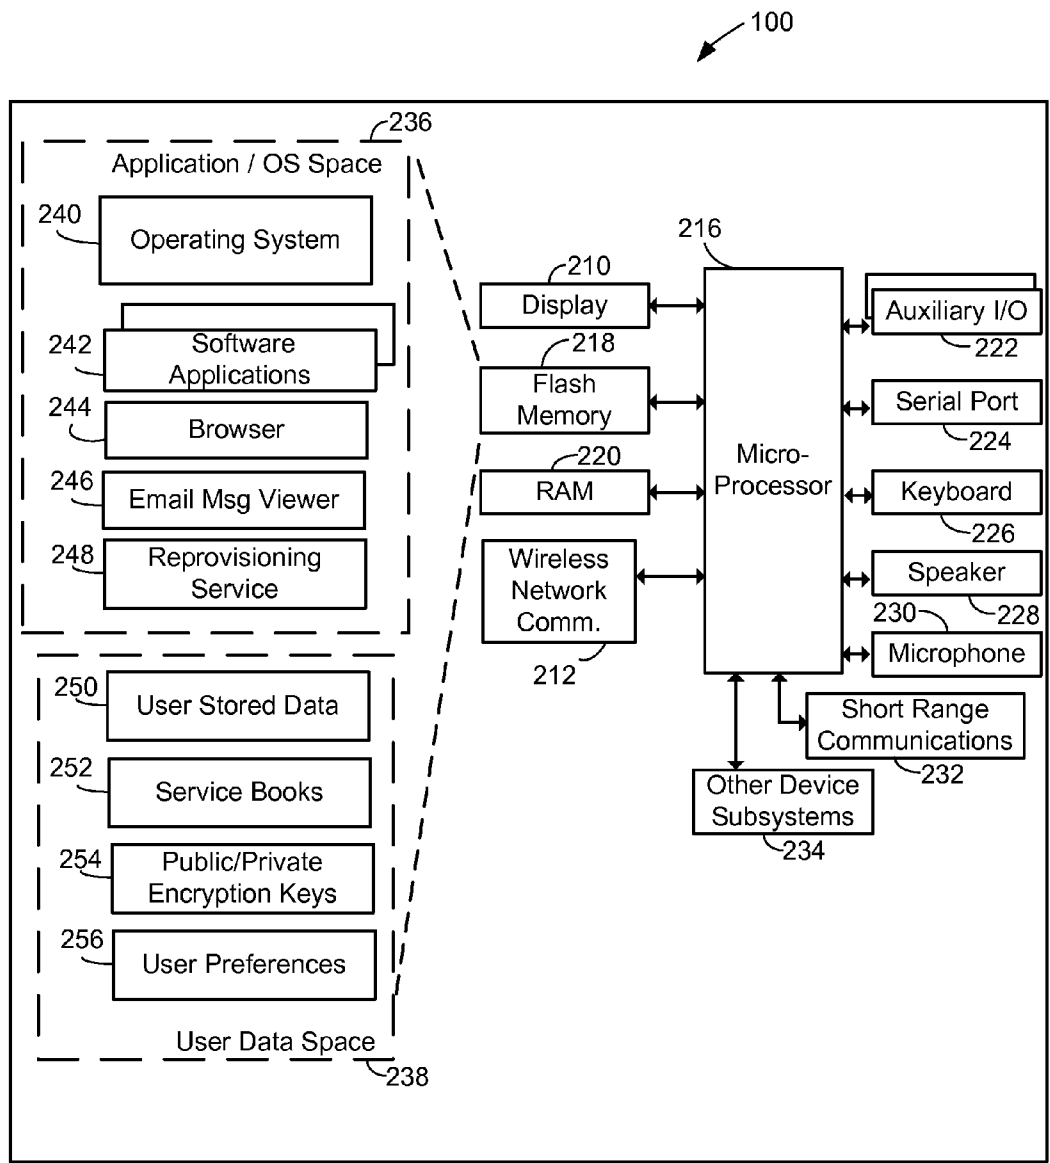 100
236
Application / OS Space
240
Operating System
242
Software
Applications
244
Browser
246
Email Msg Viewer
248
Reprovisioning
Service
250
User Stored Data
252
Service Books
254
Public/Private
Encryption Keys
256
User Preferences
User Data Space
238
210
Display
218
Flash
Memory
220
RAM
Wireless
Network
Comm.
212
216
Micro-
Processor
Auxiliary I/O
222
Serial Port
224
Keyboard
226
Speaker
228
230
Microphone
Short Range
Communications
232
Other Device
Subsystems
234